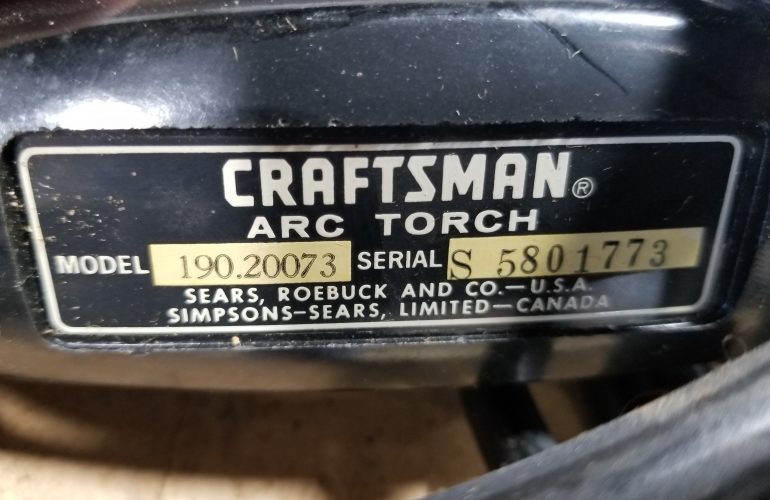 CRAFTSMAN®
ARC TORCH
MODEL 190.20073 SERIAL S 5801773
SEARS, ROEBUCK AND CO.—U.S.A.
SIMPSONS—SEARS, LIMITED—CANADA